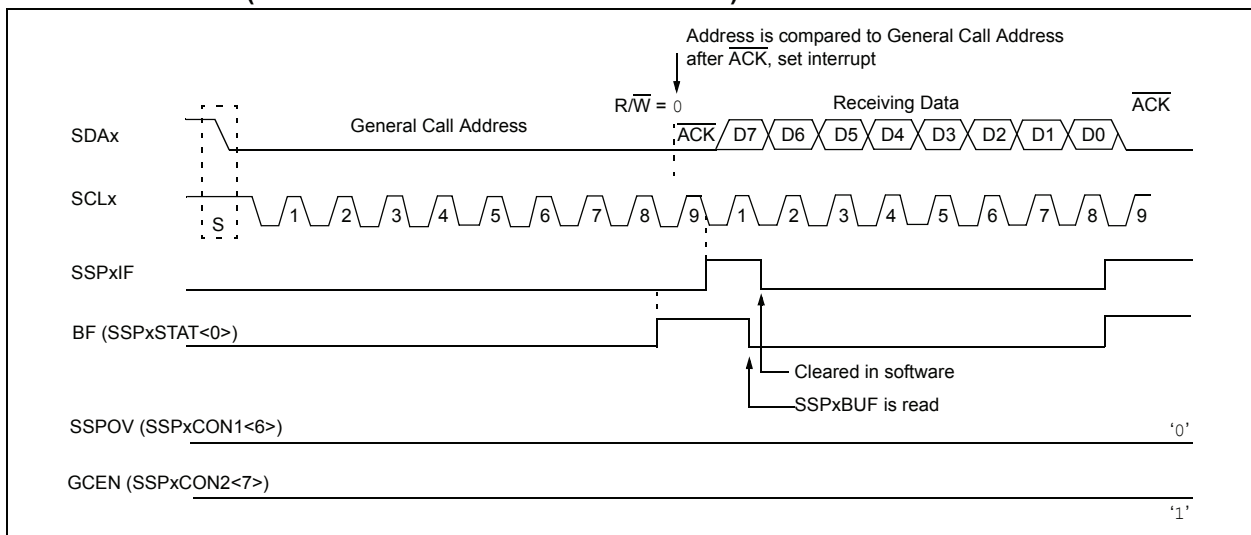 Address is compared to General Call Address
after ACK, set interrupt
R/W = 0
Receiving Data
ACK
SDAx
General Call Address
ACK D7 D6 D5 D4 D3 D2 D1 D0
SCLx
S
1 2 3 4 5 6 7 8 9 1 2 3 4 5 6 7 8 9
SSPxIF
BF (SSPxSTAT<0>)
Cleared in software
SSPxBUF is read
SSPOV (SSPxCON1<6>)
‘0’
GCEN (SSPxCON2<7>)
‘1’